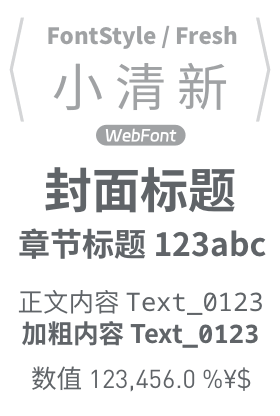 FontStyle / Fresh
小清新
WebFont
封面标题
章节标题 123abc
正文内容 Text_0123
加粗内容 Text_0123
数值 123,456.0 %¥$